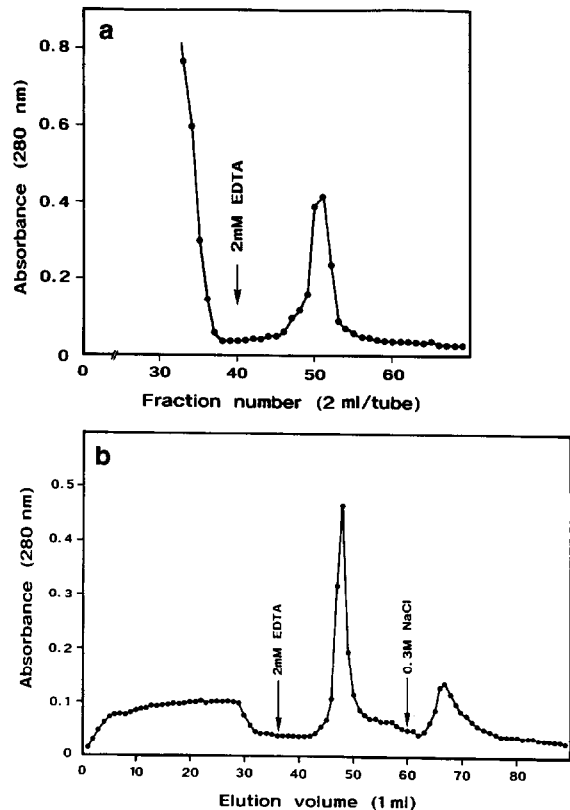 a
Absorbance (280 nm)
0.8
0.6
0.4
0.2
0
2mM EDTA
0 30 40 50 60
Fraction number (2 ml/tube)
b
Absorbance (280 nm)
0.5
0.4
0.3
0.2
0.1
0
2mM EDTA
0.3M NaCl
0 10 20 30 40 50 60 70 80
Elution volume (1 ml)